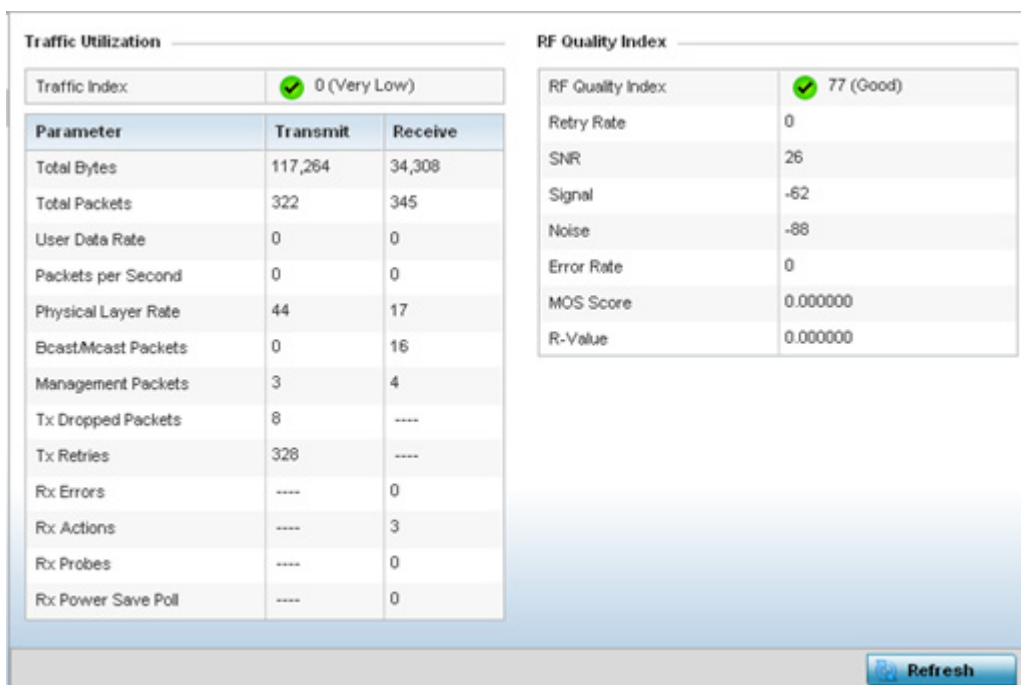 Traffic Utilization
Traffic Index 0 (Very Low)
Parameter Transmit Receive
Total Bytes 117,264 34,308
Total Packets 322 345
User Data Rate 0 0
Packets per Second 0 0
Physical Layer Rate 44 17
Bcast/Mcast Packets 0 16
Management Packets 3 4
Tx Dropped Packets 8 ----
Tx Retries 328 ----
Rx Errors ---- 0
Rx Actions ---- 3
Rx Probes ---- 0
Rx Power Save Poll ---- 0
RF Quality Index
RF Quality Index 77 (Good)
Retry Rate 0
SNR 26
Signal -62
Noise -88
Error Rate 0
MOS Score 0.000000
R-Value 0.000000
Refresh